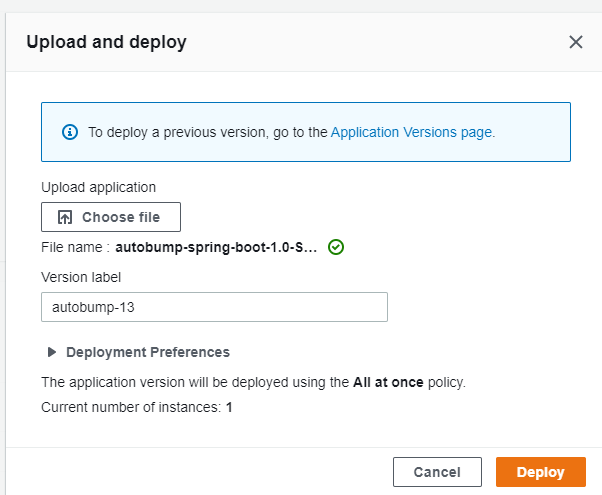 Upload and deploy
To deploy a previous version, go to the Application Versions page.
Upload application
Choose file
File name : autobump-spring-boot-1.0-S...
Version label
autobump-13
Deployment Preferences
The application version will be deployed using the All at once policy.
Current number of instances: 1
Cancel Deploy